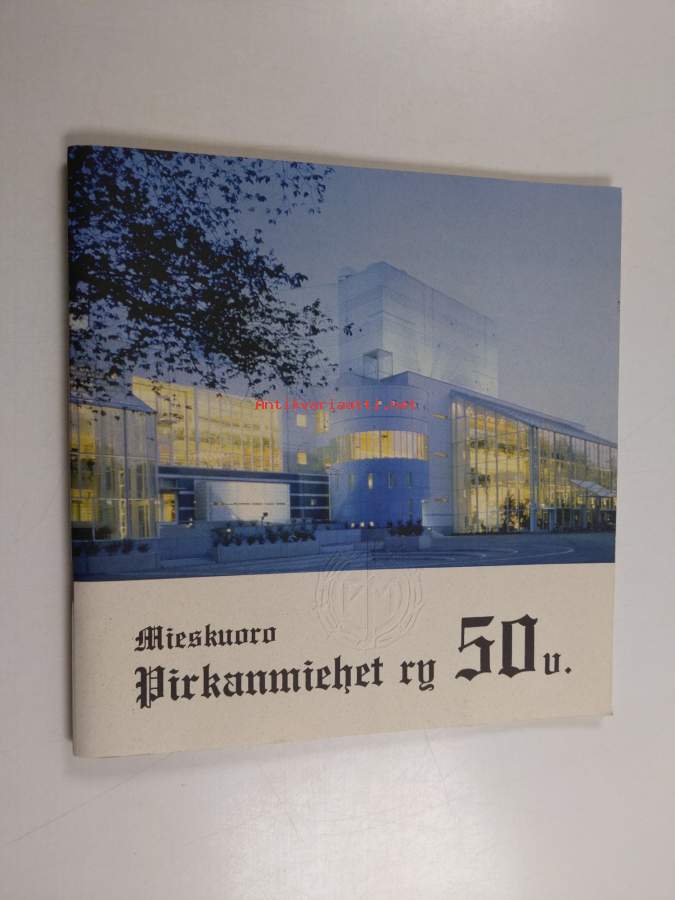 Antikvariaatti.net
Mieskuoro
Pirkanmiehet ry 50 v.